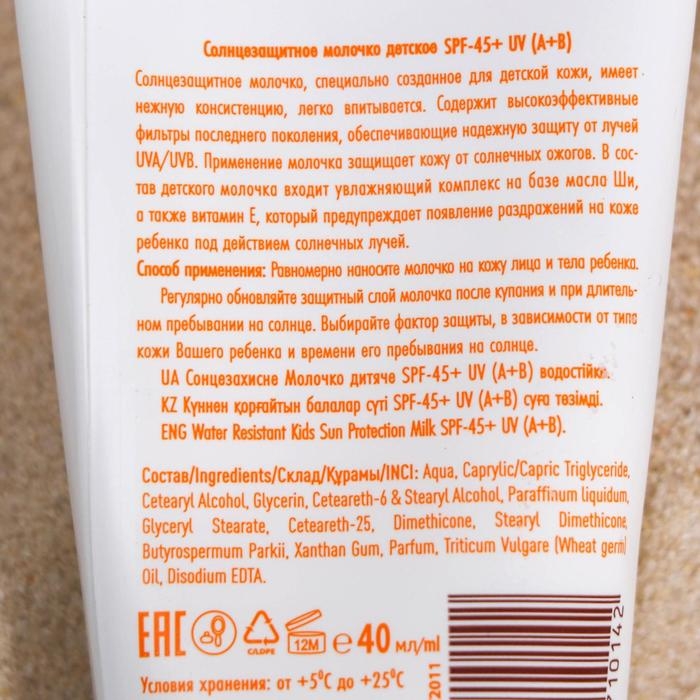 Солнцезащитное молочко детское SPF-45+ UV (A+B)
Солнцезащитное молочко, специально созданное для детской кожи, имеет
нежную консистенцию, легко впитывается. Содержит высокоэффективные
фильтры последнего поколения, обеспечивающие надежную защиту от лучей
UVA/UVB. Применение молочка защищает кожу от солнечных ожогов. В сос-
тав детского молочка входит увлажняющий комплекс на базе масла Ши,
а также витамин Е, который предупреждает появление раздражений на коже
ребенка под действием солнечных лучей.
Способ применения: Равномерно наносите молочко на кожу лица и тела ребенка.
Регулярно обновляйте защитный слой молочка после купания и при длитель-
ном пребывании на солнце. Выбирайте фактор защиты, в зависимости от типа
кожи Вашего ребенка и времени его пребывания на солнце.
UA Сонцезахисне Молочко дитяче SPF-45+ UV (A+B) водостійке.
KZ Күннен қорғайтын балалар сүті SPF-45+ UV (A+B) суға төзімді.
ENG Water Resistant Kids Sun Protection Milk SPF-45+ UV (A+B).
Состав/Ingredients/Склад/Құрамы/INCI: Aqua, Caprylic/Capric Triglyceride,
Cetearyl Alcohol, Glycerin, Ceteareth-6 & Stearyl Alcohol, Paraffinum liquidum,
Glyceryl Stearate, Ceteareth-25, Dimethicone, Stearyl Dimethicone,
Butyrospermum Parkii, Xanthan Gum, Parfum, Triticum Vulgare (Wheat germ)
Oil, Disodium EDTA.
EAC C/LDPE 12M e 40 мл/ml
Условия хранения: от +5°С до +25°С
2011
710142